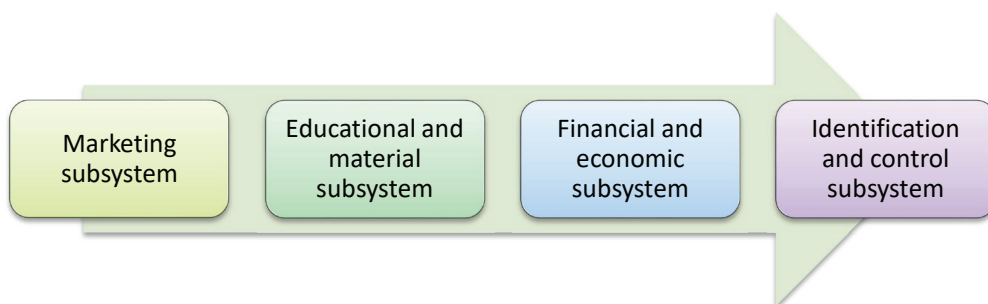 Marketing
subsystem
Educational and
material
subsystem
Financial and
economic
subsystem
Identification
and control
subsystem